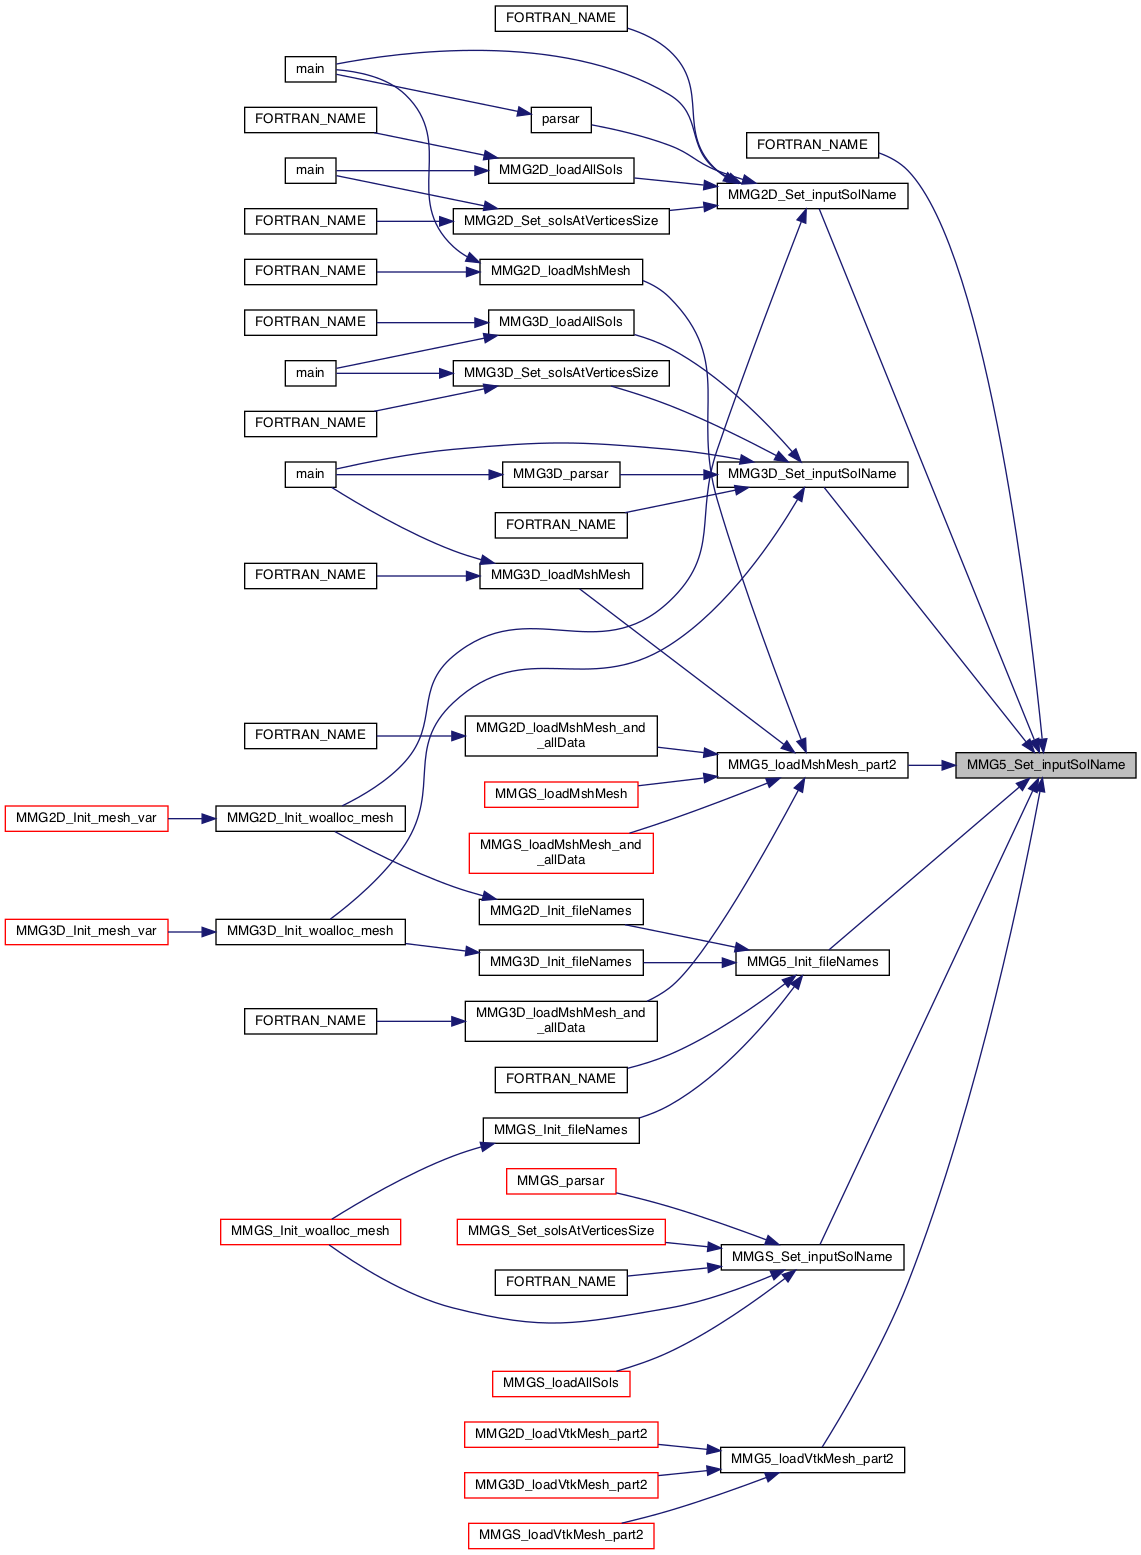 FORTRAN_NAME
main
FORTRAN_NAME
parsar
FORTRAN_NAME
main
MMG2D_loadAllSols
MMG2D_Set_inputSolName
FORTRAN_NAME
MMG2D_Set_solsAtVerticesSize
FORTRAN_NAME
MMG2D_loadMshMesh
FORTRAN_NAME
MMG3D_loadAllSols
main
MMG3D_Set_solsAtVerticesSize
FORTRAN_NAME
main
MMG3D_parsar
MMG3D_Set_inputSolName
FORTRAN_NAME
FORTRAN_NAME
MMG3D_loadMshMesh
FORTRAN_NAME
MMG2D_loadMshMesh_and
_allData
MMG5_loadMshMesh_part2
MMG5_Set_inputSolName
MMGS_loadMshMesh
MMG2D_Init_mesh_var
MMG2D_Init_woalloc_mesh
MMGS_loadMshMesh_and
_allData
MMG2D_Init_fileNames
MMG3D_Init_mesh_var
MMG3D_Init_woalloc_mesh
MMG3D_Init_fileNames
MMG5_Init_fileNames
FORTRAN_NAME
MMG3D_loadMshMesh_and
_allData
FORTRAN_NAME
MMGS_Init_fileNames
MMGS_parsar
MMGS_Init_woalloc_mesh
MMGS_Set_solsAtVerticesSize
MMGS_Set_inputSolName
FORTRAN_NAME
MMGS_loadAllSols
MMG2D_loadVtkMesh_part2
MMG5_loadVtkMesh_part2
MMG3D_loadVtkMesh_part2
MMGS_loadVtkMesh_part2